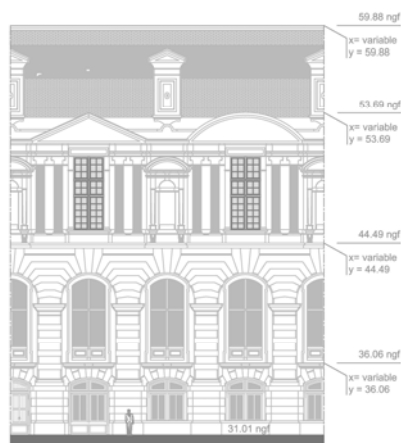 59.88 ngf
x= variable
y = 59.88
53.69 ngf
x= variable
y = 53.69
44.49 ngf
x= variable
y = 44.49
36.06 ngf
x= variable
y = 36.06
31.01 ngf